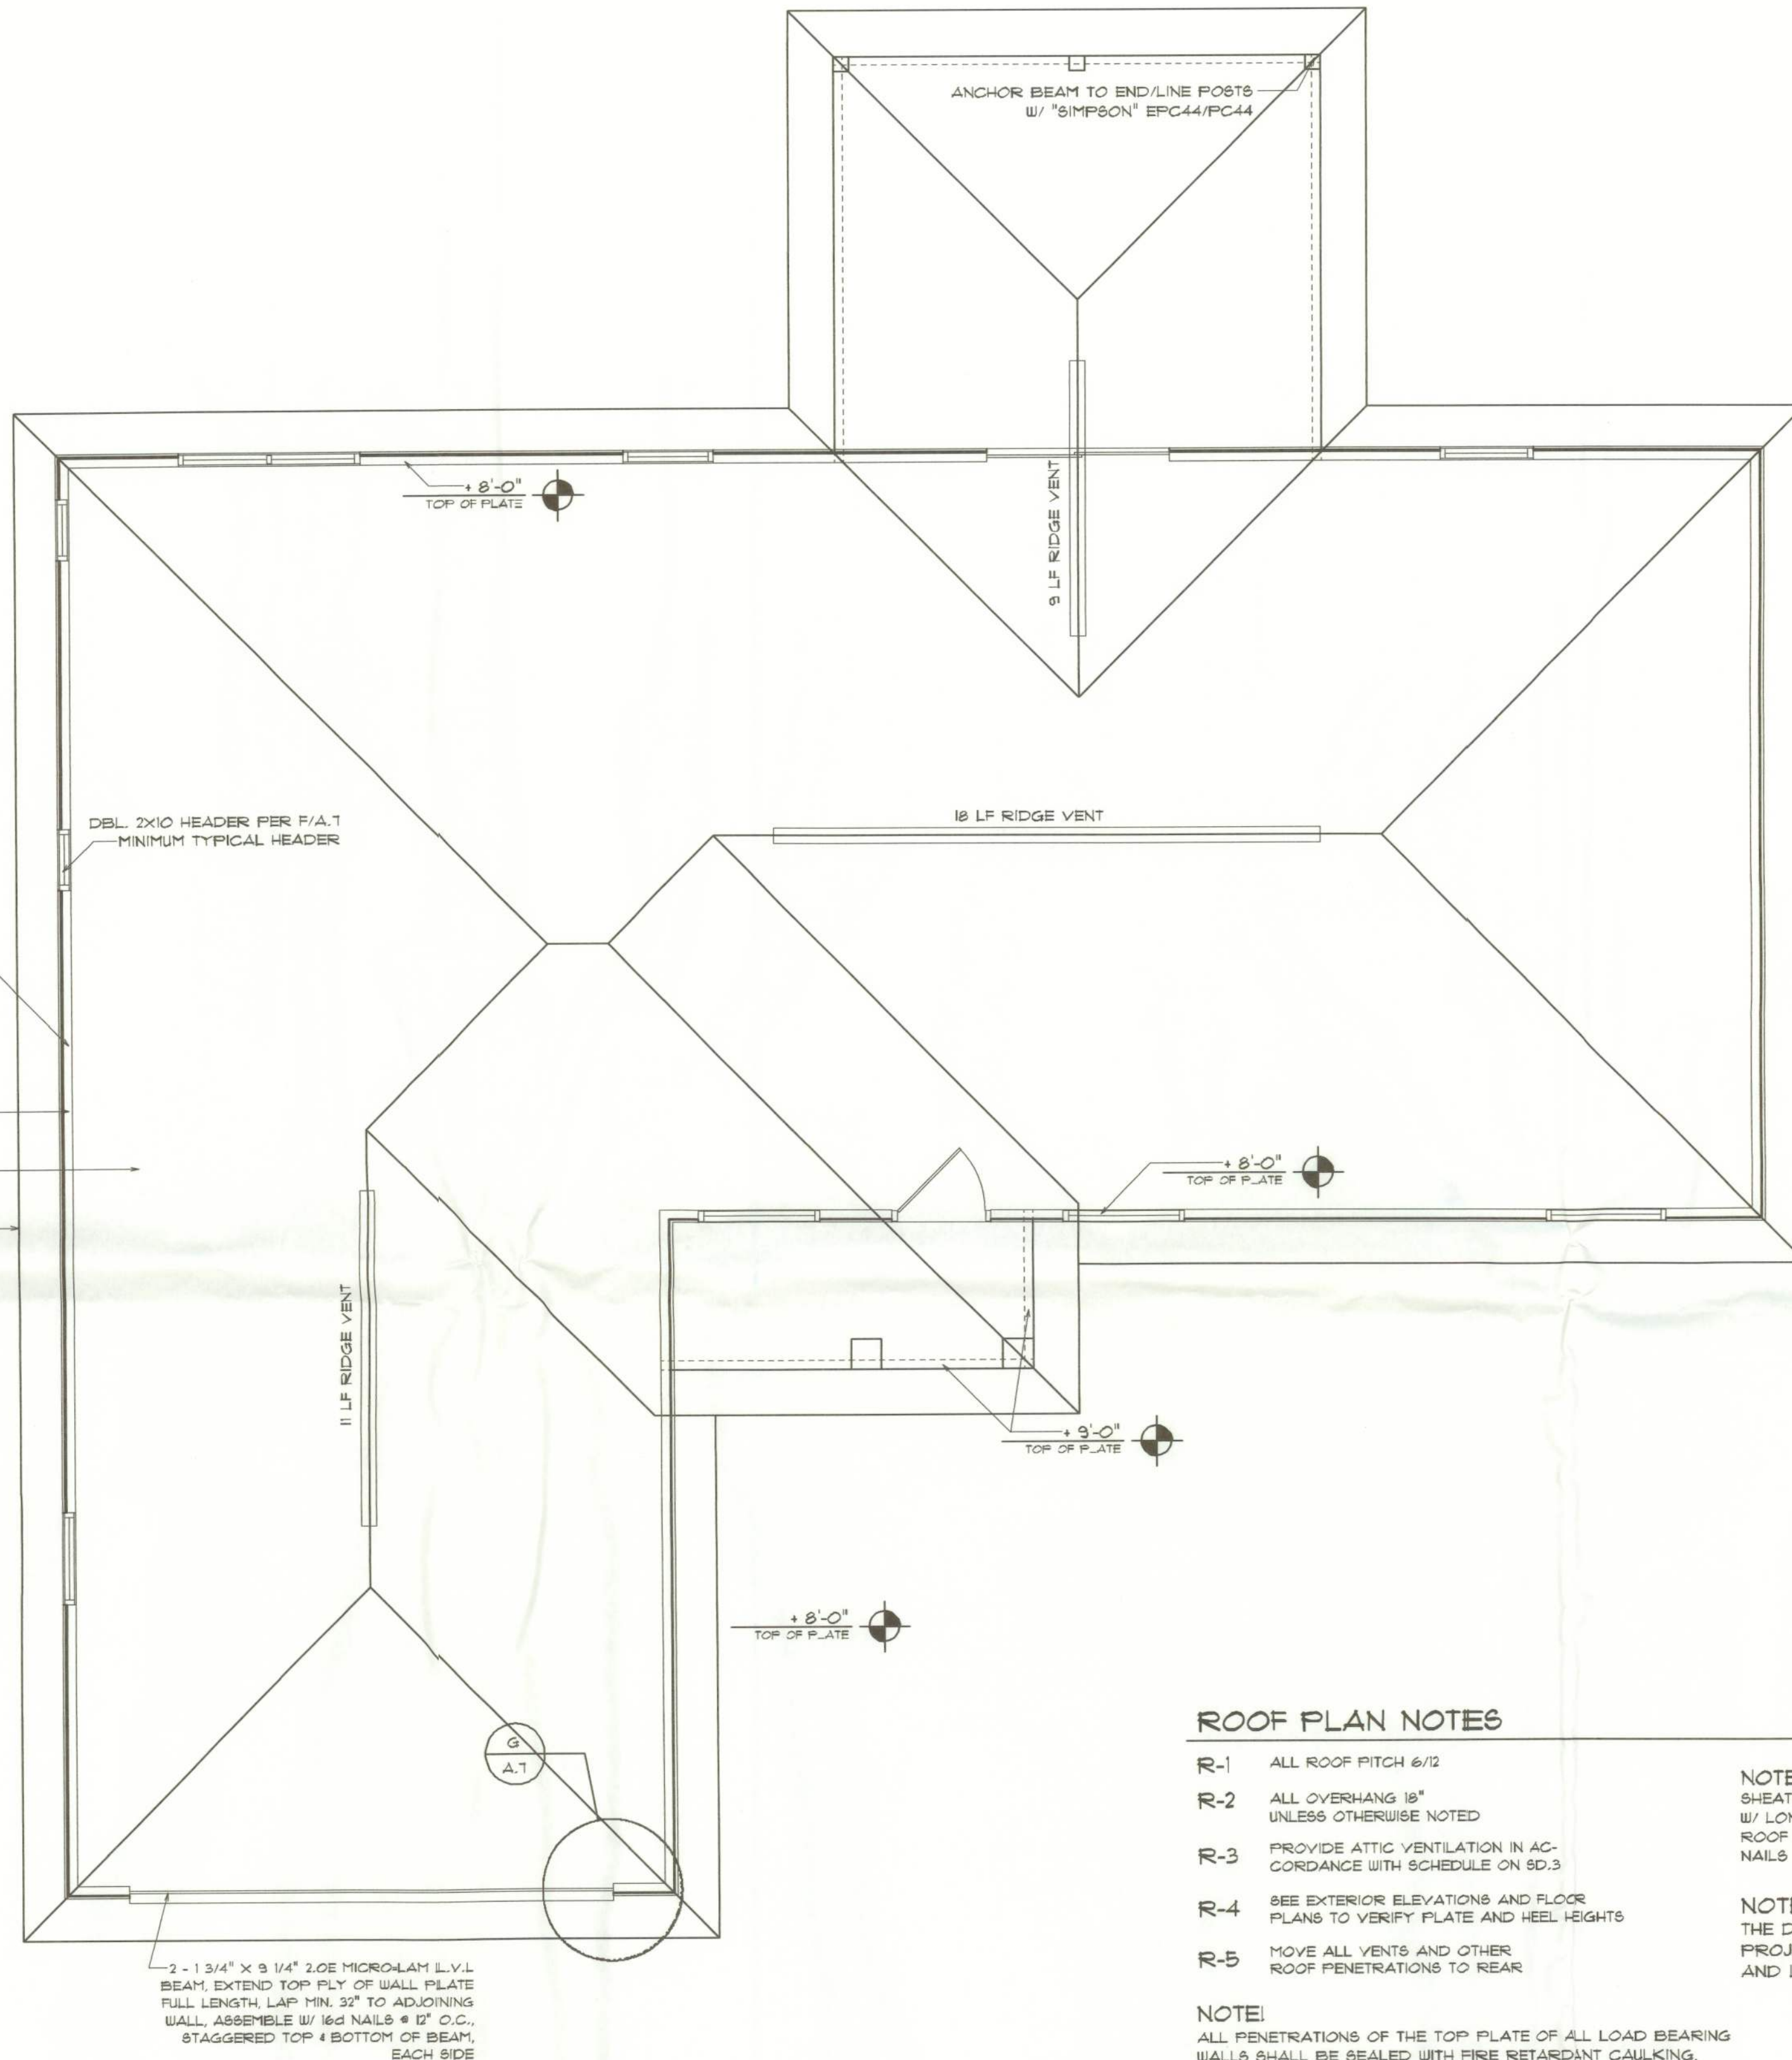 ANCHOR BEAM TO END/LINE POSTS
W/ "SIMPSON" EPC44/PC44
+ 8'-0"
TOP OF PLATE
9 LF RIDGE VENT
DBL. 2X10 HEADER PER F/A.7
MINIMUM TYPICAL HEADER
18 LF RIDGE VENT
+ 8'-0"
TOP OF PLATE
11 LF RIDGE VENT
+ 9'-0"
TOP OF PLATE
+ 8'-0"
TOP OF PLATE
G
A.7
2 - 1 3/4" X 9 1/4" 2.0E MICRO=LAM L.V.L
BEAM, EXTEND TOP PLY OF WALL PLATE
FULL LENGTH, LAP MIN. 32" TO ADJOINING
WALL, ASSEMBLE W/ 16d NAILS @ 12" O.C.,
STAGGERED TOP & BOTTOM OF BEAM,
EACH SIDE
ROOF PLAN NOTES
R-1 ALL ROOF PITCH 6/12
R-2 ALL OVERHANG 18"
UNLESS OTHERWISE NOTED
R-3 PROVIDE ATTIC VENTILATION IN AC-
CORDANCE WITH SCHEDULE ON SD.3
R-4 SEE EXTERIOR ELEVATIONS AND FLOOR
PLANS TO VERIFY PLATE AND HEEL HEIGHTS
R-5 MOVE ALL VENTS AND OTHER
ROOF PENETRATIONS TO REAR
NOTE!
ALL PENETRATIONS OF THE TOP PLATE OF ALL LOAD BEARING
WALLS SHALL BE SEALED WITH FIRE RETARDANT CAULKING.
W/
ROOF
NAILS
THE
AND